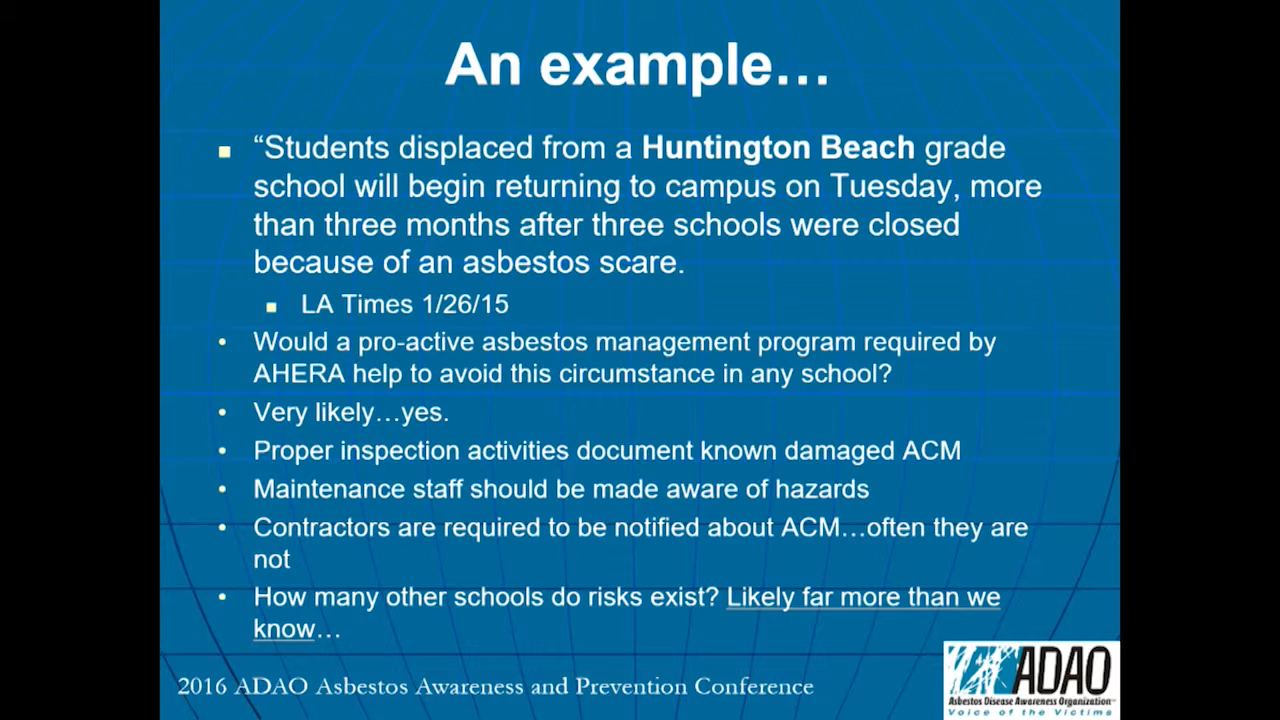 An example…
“Students displaced from a Huntington Beach grade
school will begin returning to campus on Tuesday, more
than three months after three schools were closed
because of an asbestos scare.
LA Times 1/26/15
Would a pro-active asbestos management program required by
AHERA help to avoid this circumstance in any school?
Very likely…yes.
Proper inspection activities document known damaged ACM
Maintenance staff should be made aware of hazards
Contractors are required to be notified about ACM…often they are
not
How many other schools do risks exist? Likely far more than we
know…
2016 ADAO Asbestos Awareness and Prevention Conference
ADAO
Asbestos Disease Awareness Organization
Voice of the Victims